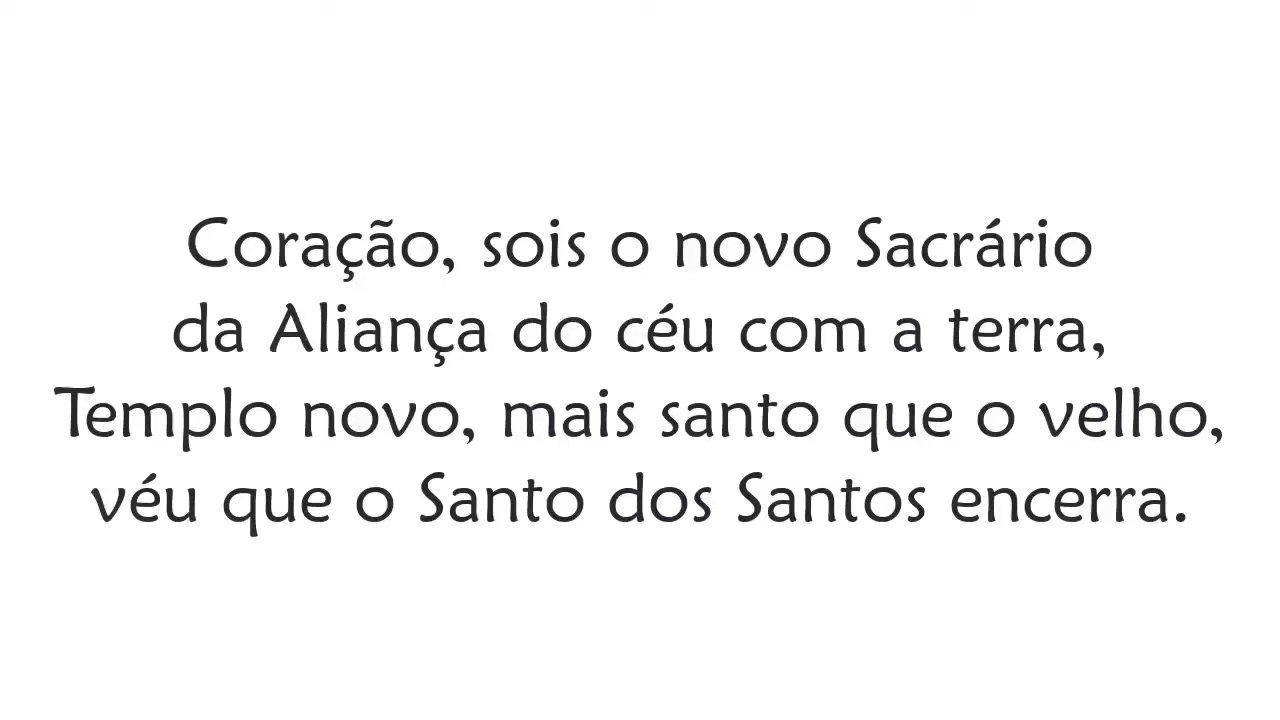 Coração, sois o novo Sacrário
da Aliança do céu com a terra,
Templo novo, mais santo que o velho,
véu que o Santo dos Santos encerra.